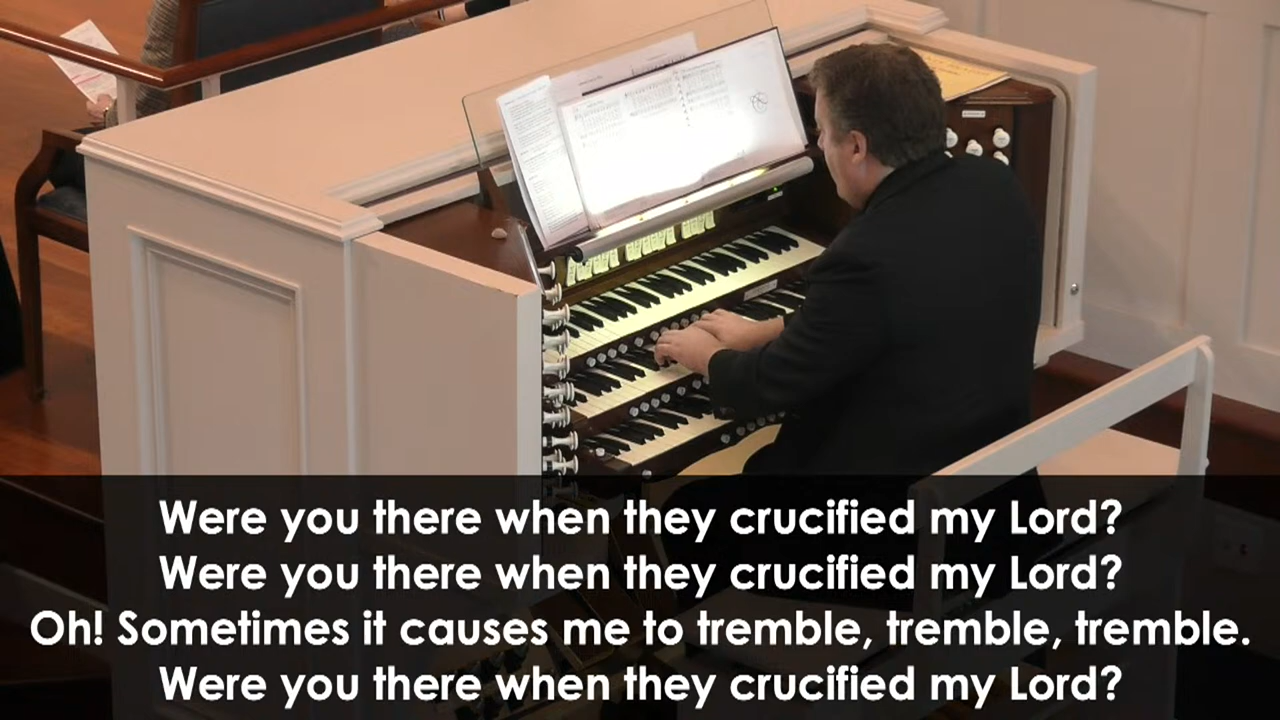 Were you there when they crucified my Lord?
Were you there when they crucified my Lord?
Oh! Sometimes it causes me to tremble, tremble, tremble.
Were you there when they crucified my Lord?